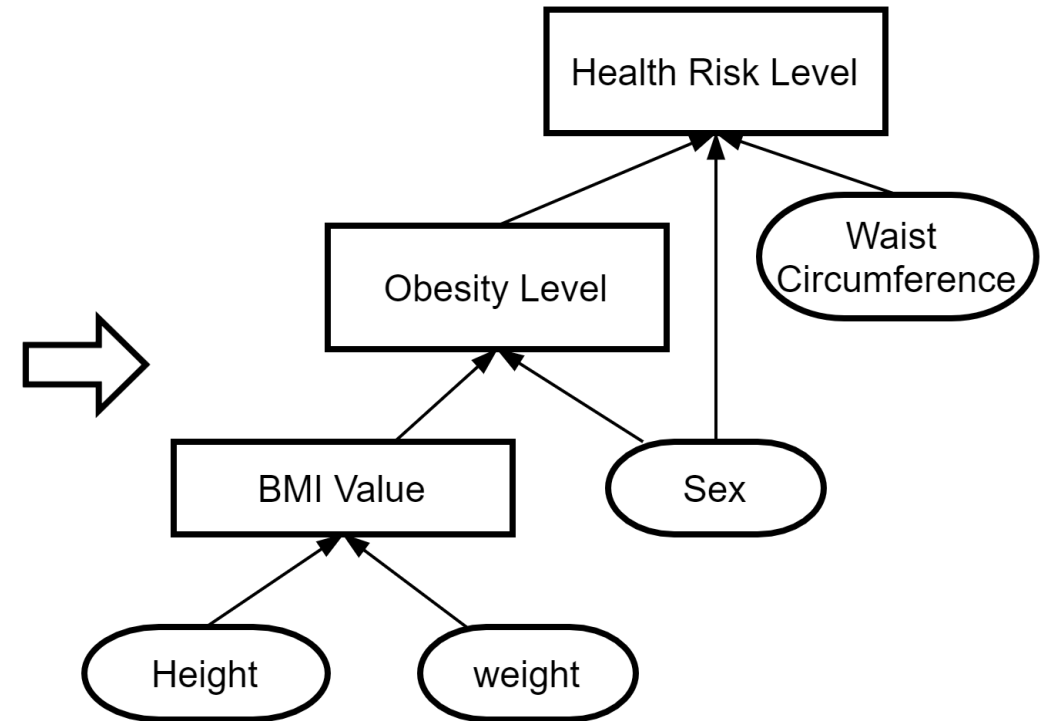 Health Risk Level
Waist
Circumference
Obesity Level
BMI Value
Sex
Height
weight